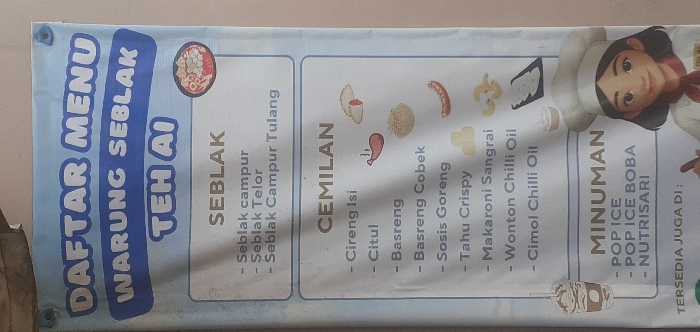 DAFTAR MENU
WARUNG SEBLAK
TEH AI
SEBLAK
- Seblak campur
- Seblak Telor
- Seblak Campur Tulang
CEMILAN
- Cireng Isi
- Citul
- Basreng
- Basreng Cobek
- Sosis Goreng
- Tahu Crispy
- Makaroni Sangrai
- Wonton Chilli Oil
- Cimol Chilli Oil
MINUMAN
- POP ICE
- POP ICE BOBA
- NUTRISARI
TERSEDIA JUGA DI :